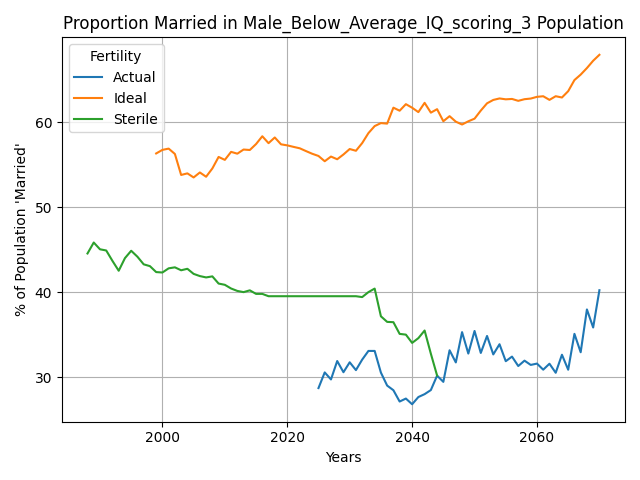 Proportion Married in Male_Below_Average_IQ_scoring_3 Population
Fertility
Actual
Ideal
Sterile
% of Population 'Married'
60
50
40
30
2000
2020
2040
2060
Years